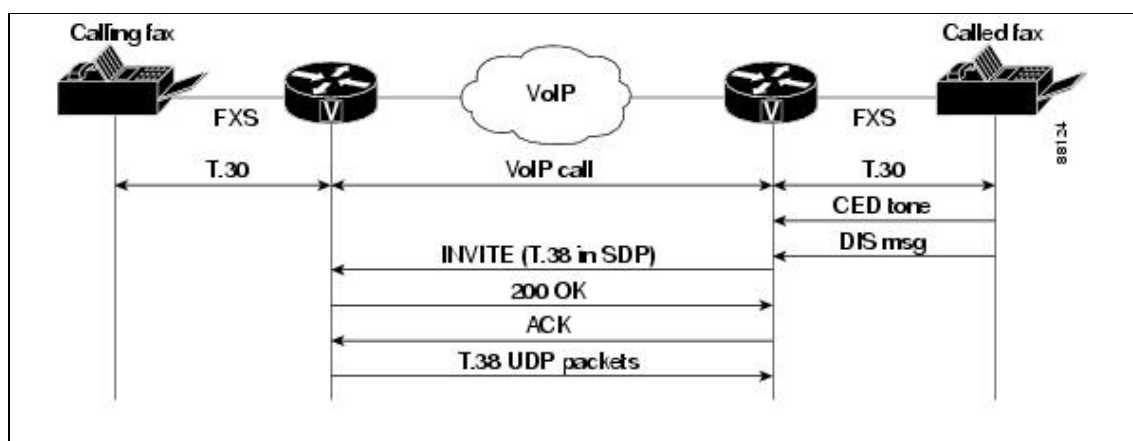 Calling fax
Called fax
VoIP
V
V
FXS
FXS
88124
T.30
VoIP call
T.30
CED tone
DIS msg
INVITE (T.38 in SDP)
200 OK
ACK
T.38 UDP packets